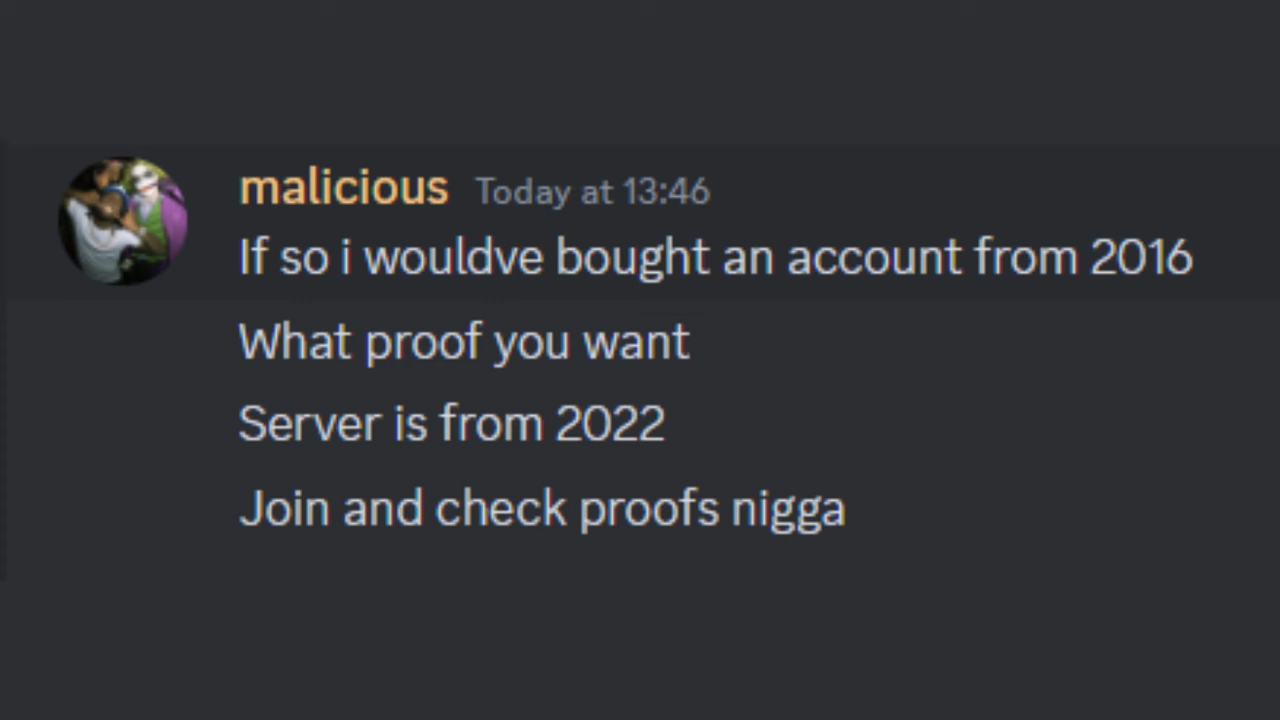 malicious Today at 13:46
If so i wouldve bought an account from 2016
What proof you want
Server is from 2022
Join and check proofs nigga